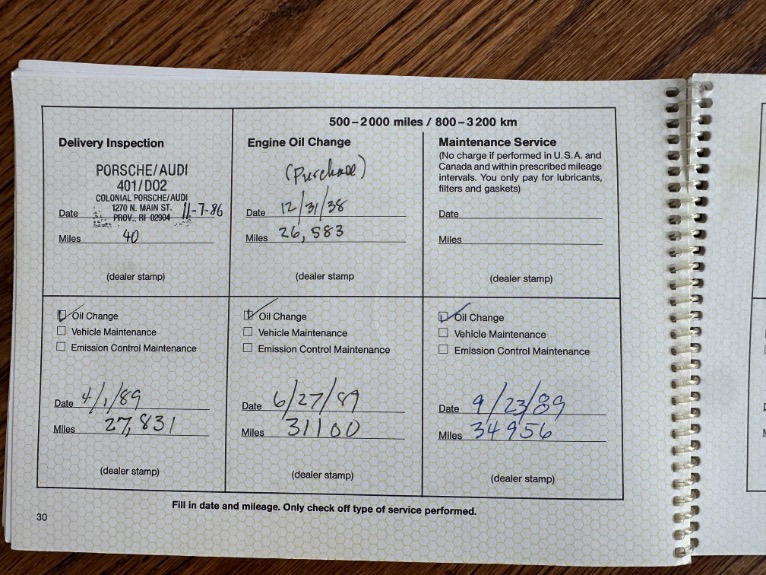 500–2000 miles / 800–3200 km
Delivery Inspection
PORSCHE/AUDI
401/D02
COLONIAL PORSCHE/AUDI
1270 N. MAIN ST.
PROV., RI 02904
Date 11-7-86
Miles 40
(dealer stamp)
Engine Oil Change
(Purchase)
Date 12/31/38
Miles 26,583
(dealer stamp
Maintenance Service
(No charge if performed in U.S.A. and
Canada and within prescribed mileage
intervals. You only pay for lubricants,
filters and gaskets)
Date
Miles
(dealer stamp)
Oil Change
Vehicle Maintenance
Emission Control Maintenance
Date 4/1/89
Miles 27,831
(dealer stamp)
Oil Change
Vehicle Maintenance
Emission Control Maintenance
Date 6/27/89
Miles 31100
(dealer stamp)
Oil Change
Vehicle Maintenance
Emission Control Maintenance
Date 9/23/89
Miles 34956
(dealer stamp)
Fill in date and mileage. Only check off type of service performed.
30